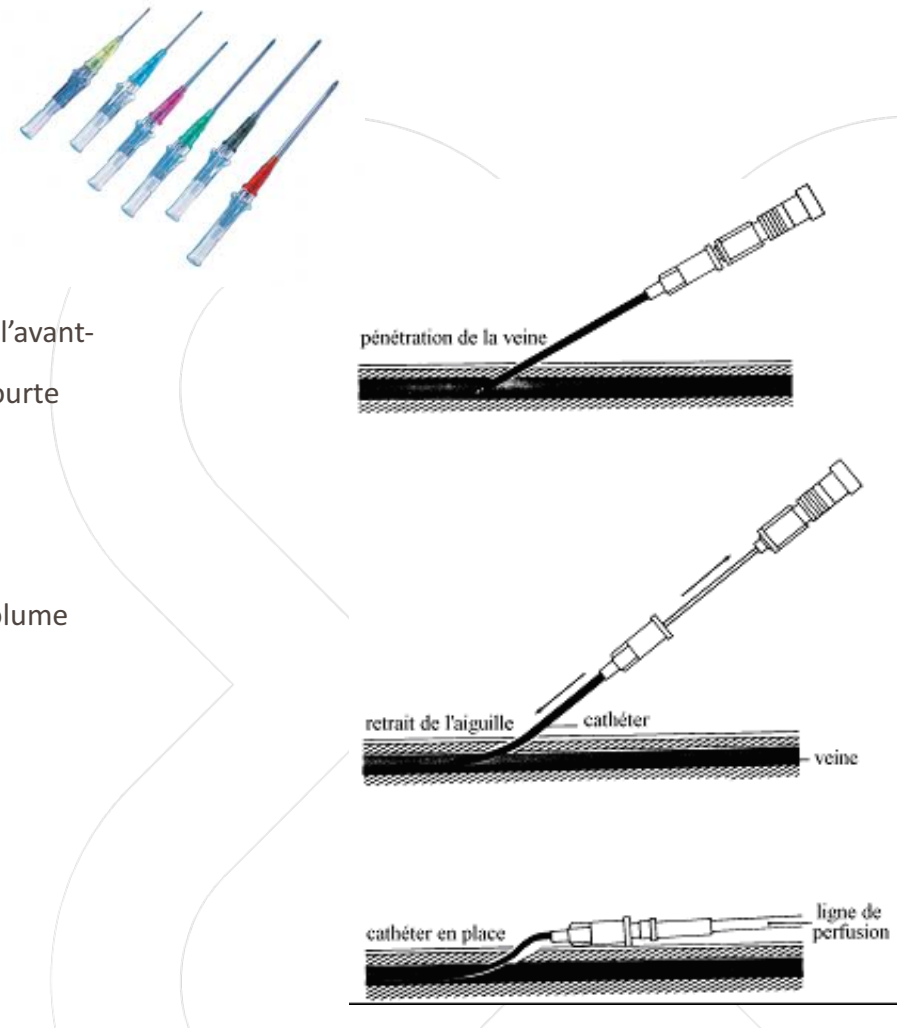 l’avant-
pénétration de la veine
ourte
olume
retrait de l'aiguille
cathéter
veine
cathéter en place
ligne de
perfusion